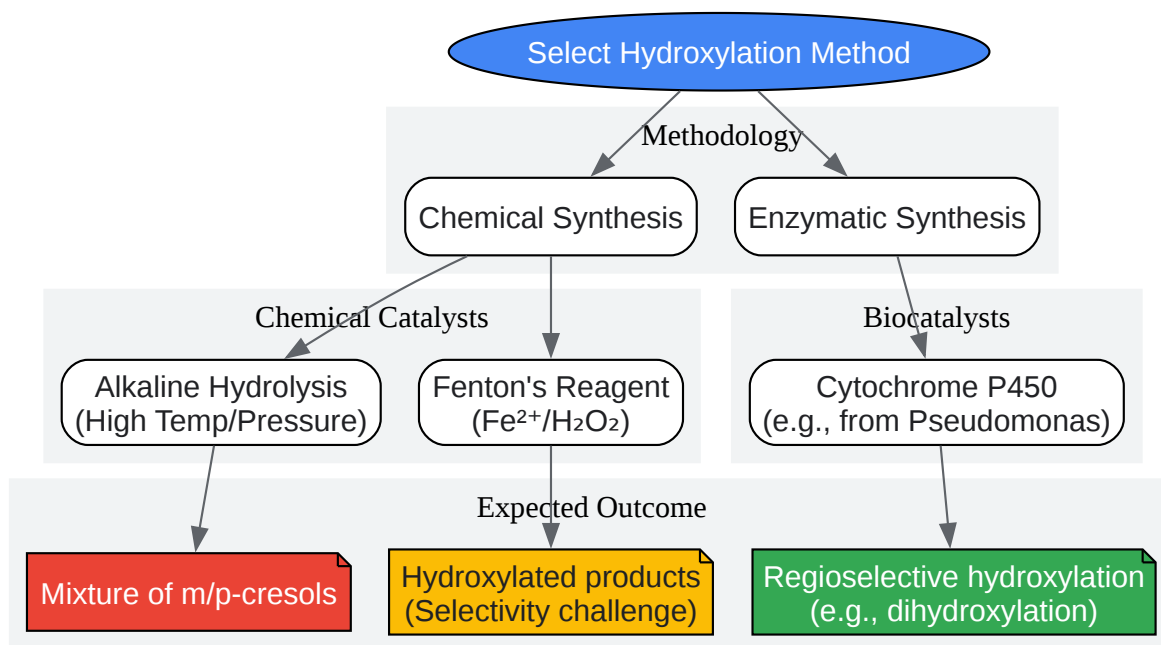 Select Hydroxylation Method
Methodology
Chemical Synthesis
Enzymatic Synthesis
Chemical Catalysts
Biocatalysts
Alkaline Hydrolysis
(High Temp/Pressure)
Fenton's Reagent
(Fe²⁺/H₂O₂)
Cytochrome P450
(e.g., from Pseudomonas)
Expected Outcome
Mixture of m/p-cresols
Hydroxylated products
(Selectivity challenge)
Regioselective hydroxylation
(e.g., dihydroxylation)